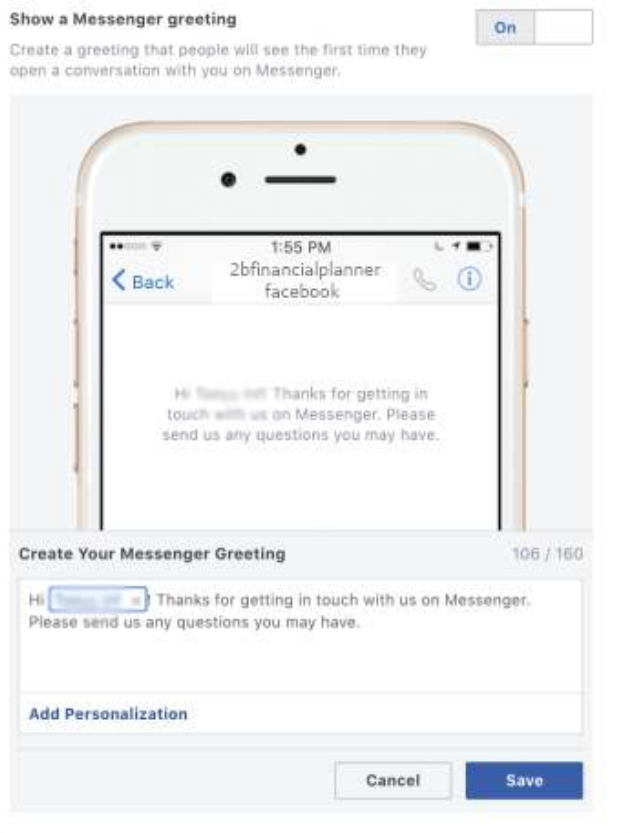 Show a Messenger greeting
On
Create a greeting that people will see the first time they
open a conversation with you on Messenger.
1:55 PM
Back
2bfinancialplanner
facebook
Hi Thanks for getting in
touch with us on Messenger. Please
send us any questions you may have.
Create Your Messenger Greeting
106 / 160
Hi ! Thanks for getting in touch with us on Messenger.
Please send us any questions you may have.
Add Personalization
Cancel
Save